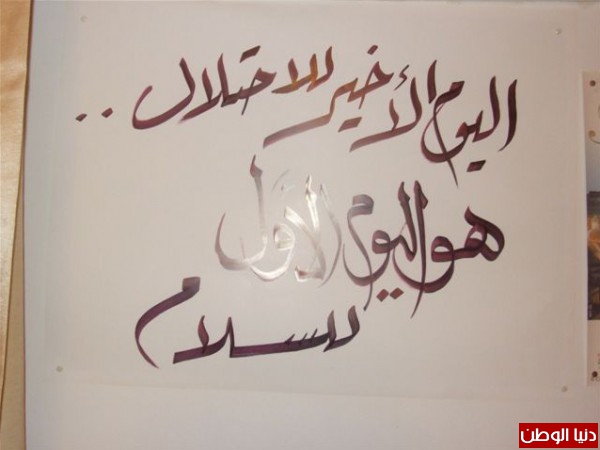 اليوم الأخير للاحتلال ..
هو اليوم الأول
للسلام
دنيا الوطن